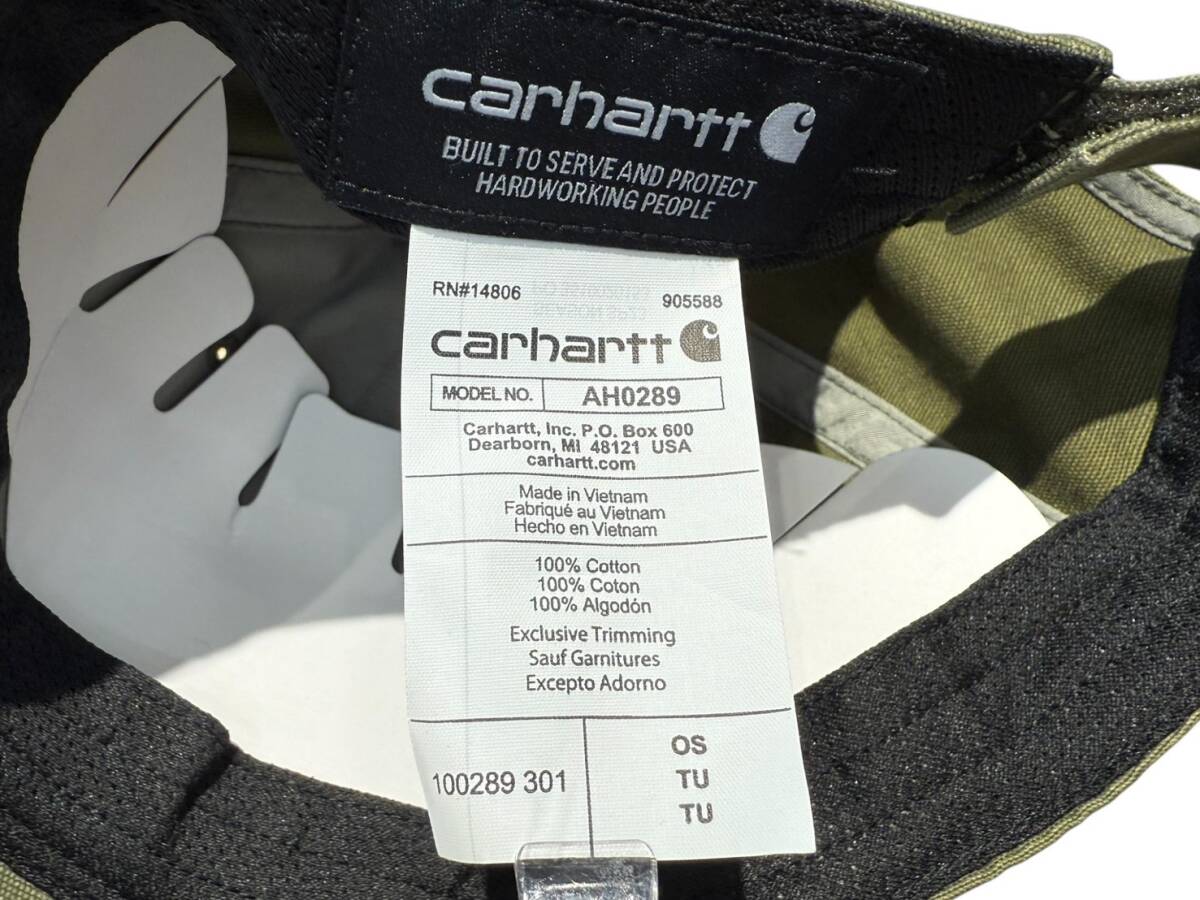 carhartt
BUILT TO SERVE AND PROTECT
HARDWORKING PEOPLE
RN#14806 905588
carhartt
MODEL NO. AH0289
Carhartt, Inc. P.O. Box 600
Dearborn, MI 48121 USA
carhartt.com
Made in Vietnam
Fabriqué au Vietnam
Hecho en Vietnam
100% Cotton
100% Coton
100% Algodón
Exclusive Trimming
Sauf Garnitures
Excepto Adorno
100289 301
OS
TU
TU